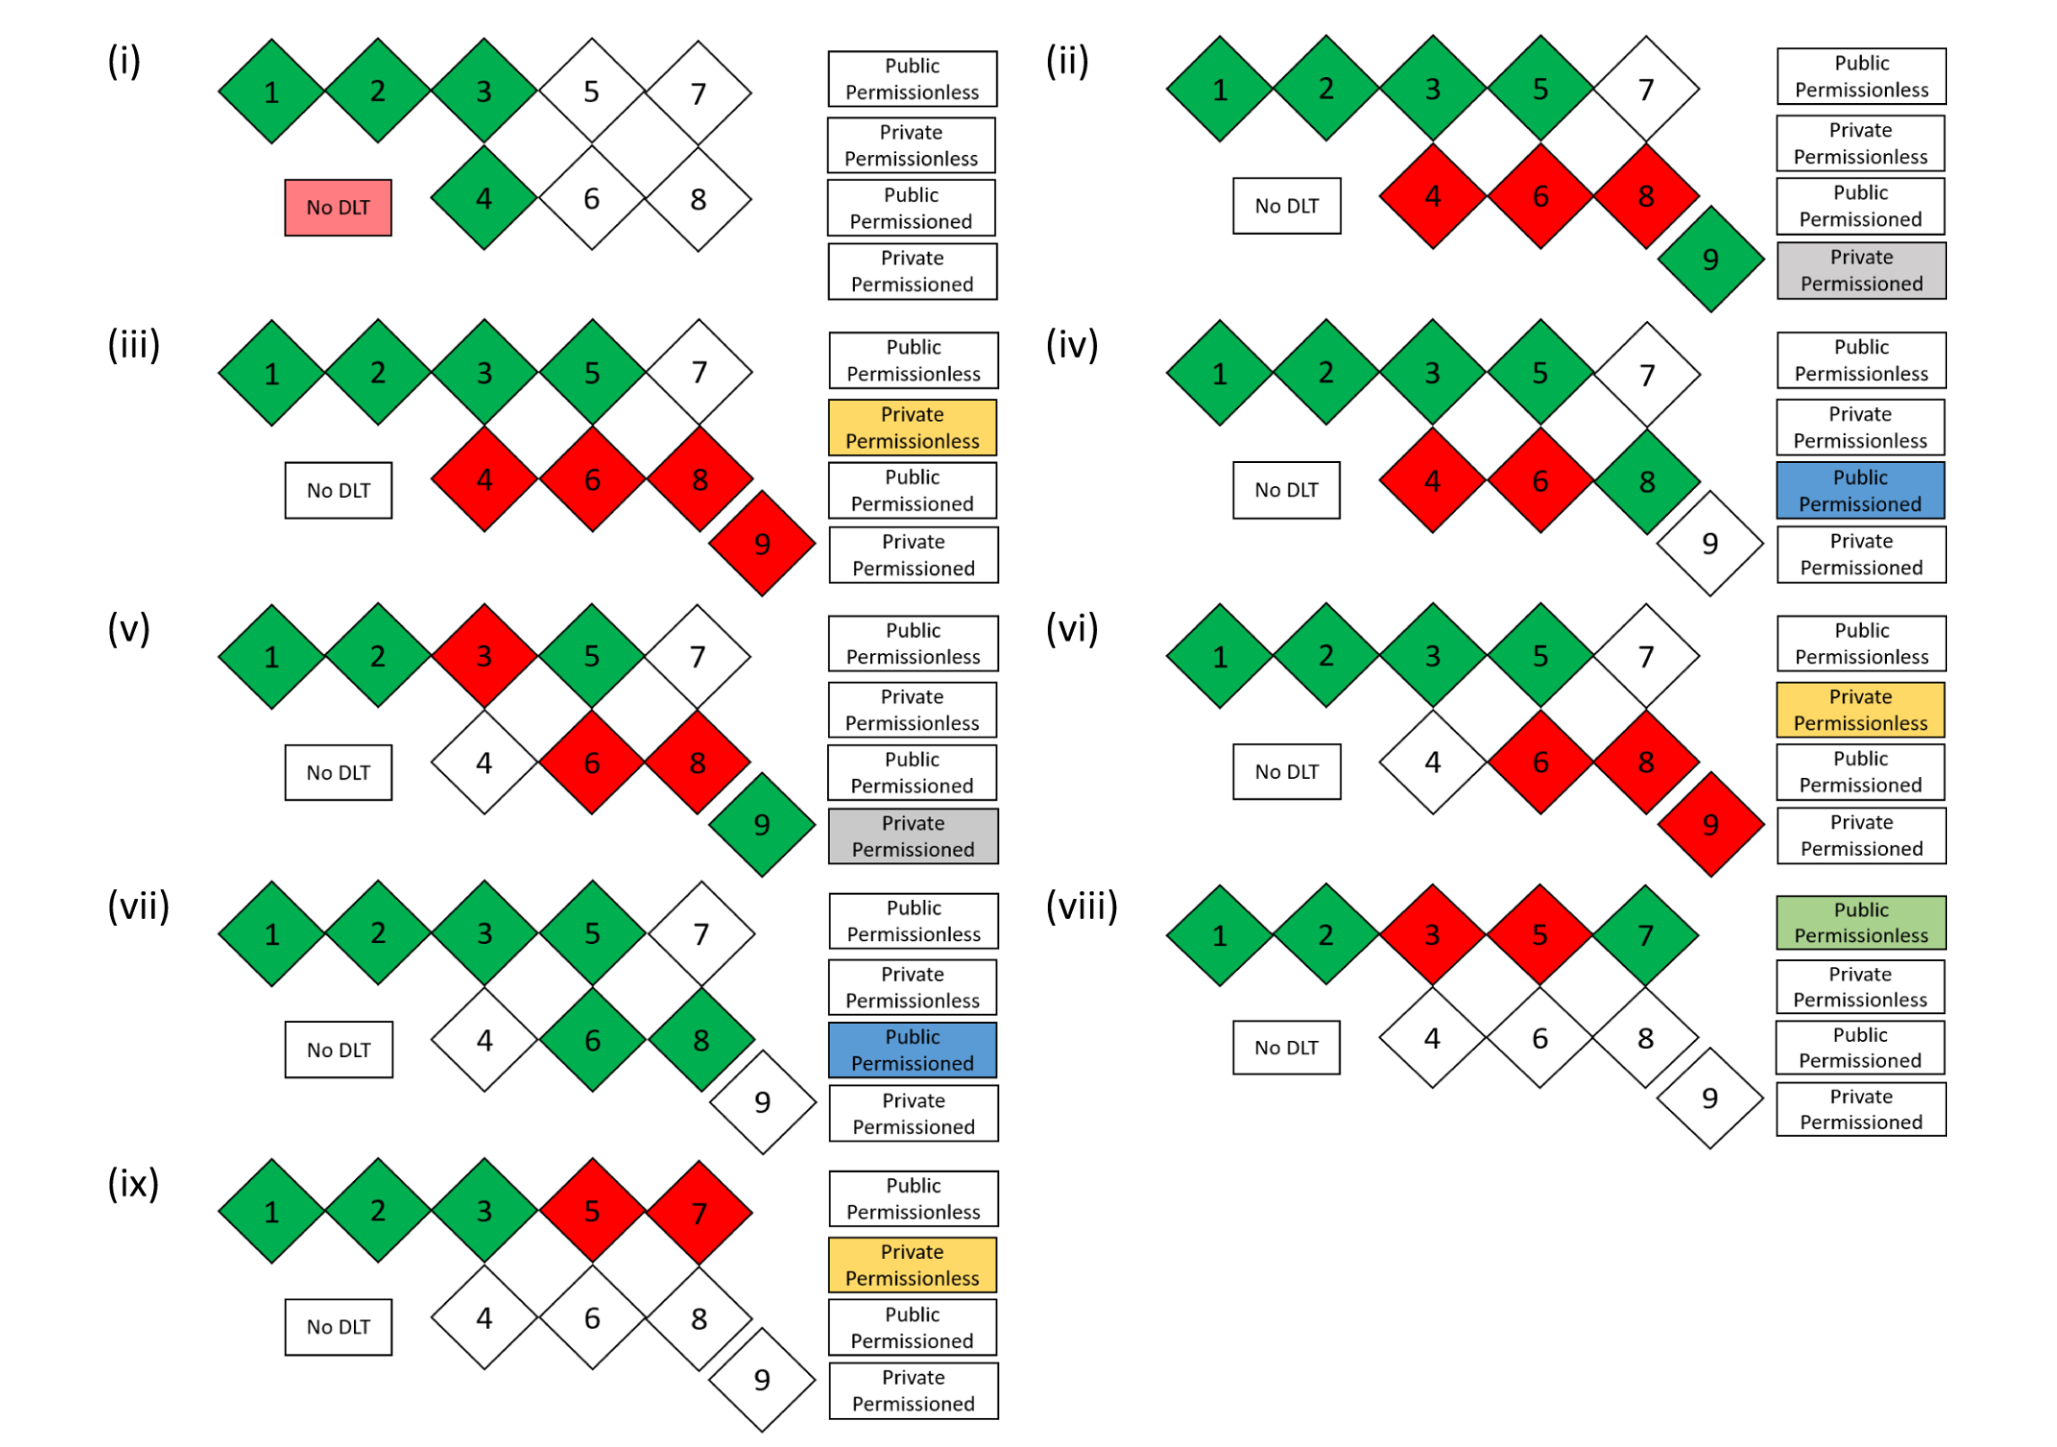 (i)
1 2 3 5 7
4 6 8
No DLT
Public
Permissionless
Private
Permissionless
Public
Permissioned
Private
Permissioned
(ii)
1 2 3 5 7
4 6 8
9
No DLT
Public
Permissionless
Private
Permissionless
Public
Permissioned
Private
Permissioned
(iii)
1 2 3 5 7
4 6 8
9
No DLT
Public
Permissionless
Private
Permissionless
Public
Permissioned
Private
Permissioned
(iv)
1 2 3 5 7
4 6 8
9
No DLT
Public
Permissionless
Private
Permissionless
Public
Permissioned
Private
Permissioned
(v)
1 2 3 5 7
4 6 8
9
No DLT
Public
Permissionless
Private
Permissionless
Public
Permissioned
Private
Permissioned
(vi)
1 2 3 5 7
4 6 8
9
No DLT
Public
Permissionless
Private
Permissionless
Public
Permissioned
Private
Permissioned
(vii)
1 2 3 5 7
4 6 8
9
No DLT
Public
Permissionless
Private
Permissionless
Public
Permissioned
Private
Permissioned
(viii)
1 2 3 5 7
4 6 8
9
No DLT
Public
Permissionless
Private
Permissionless
Public
Permissioned
Private
Permissioned
(ix)
1 2 3 5 7
4 6 8
9
No DLT
Public
Permissionless
Private
Permissionless
Public
Permissioned
Private
Permissioned